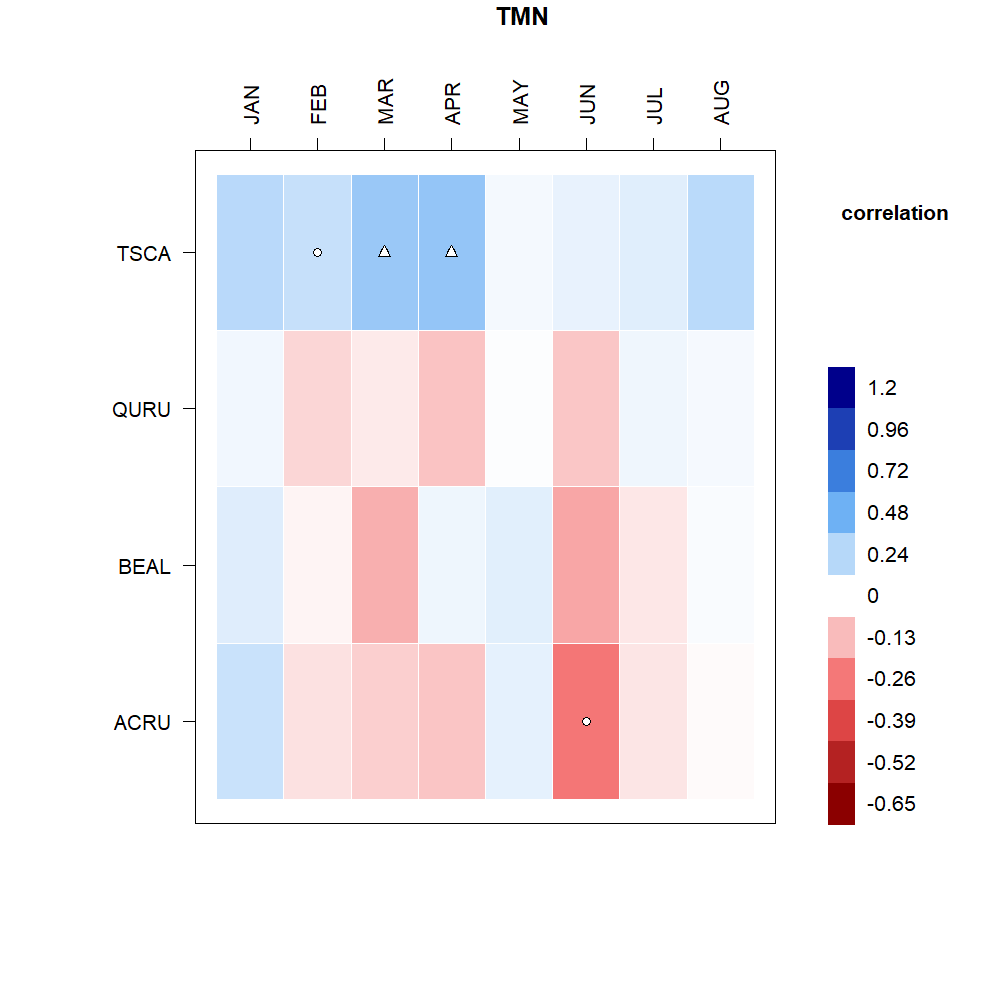 TMN
JAN
FEB
MAR
APR
MAY
JUN
JUL
AUG
correlation
TSCA
QURU
BEAL
ACRU
1.2
0.96
0.72
0.48
0.24
0
-0.13
-0.26
-0.39
-0.52
-0.65